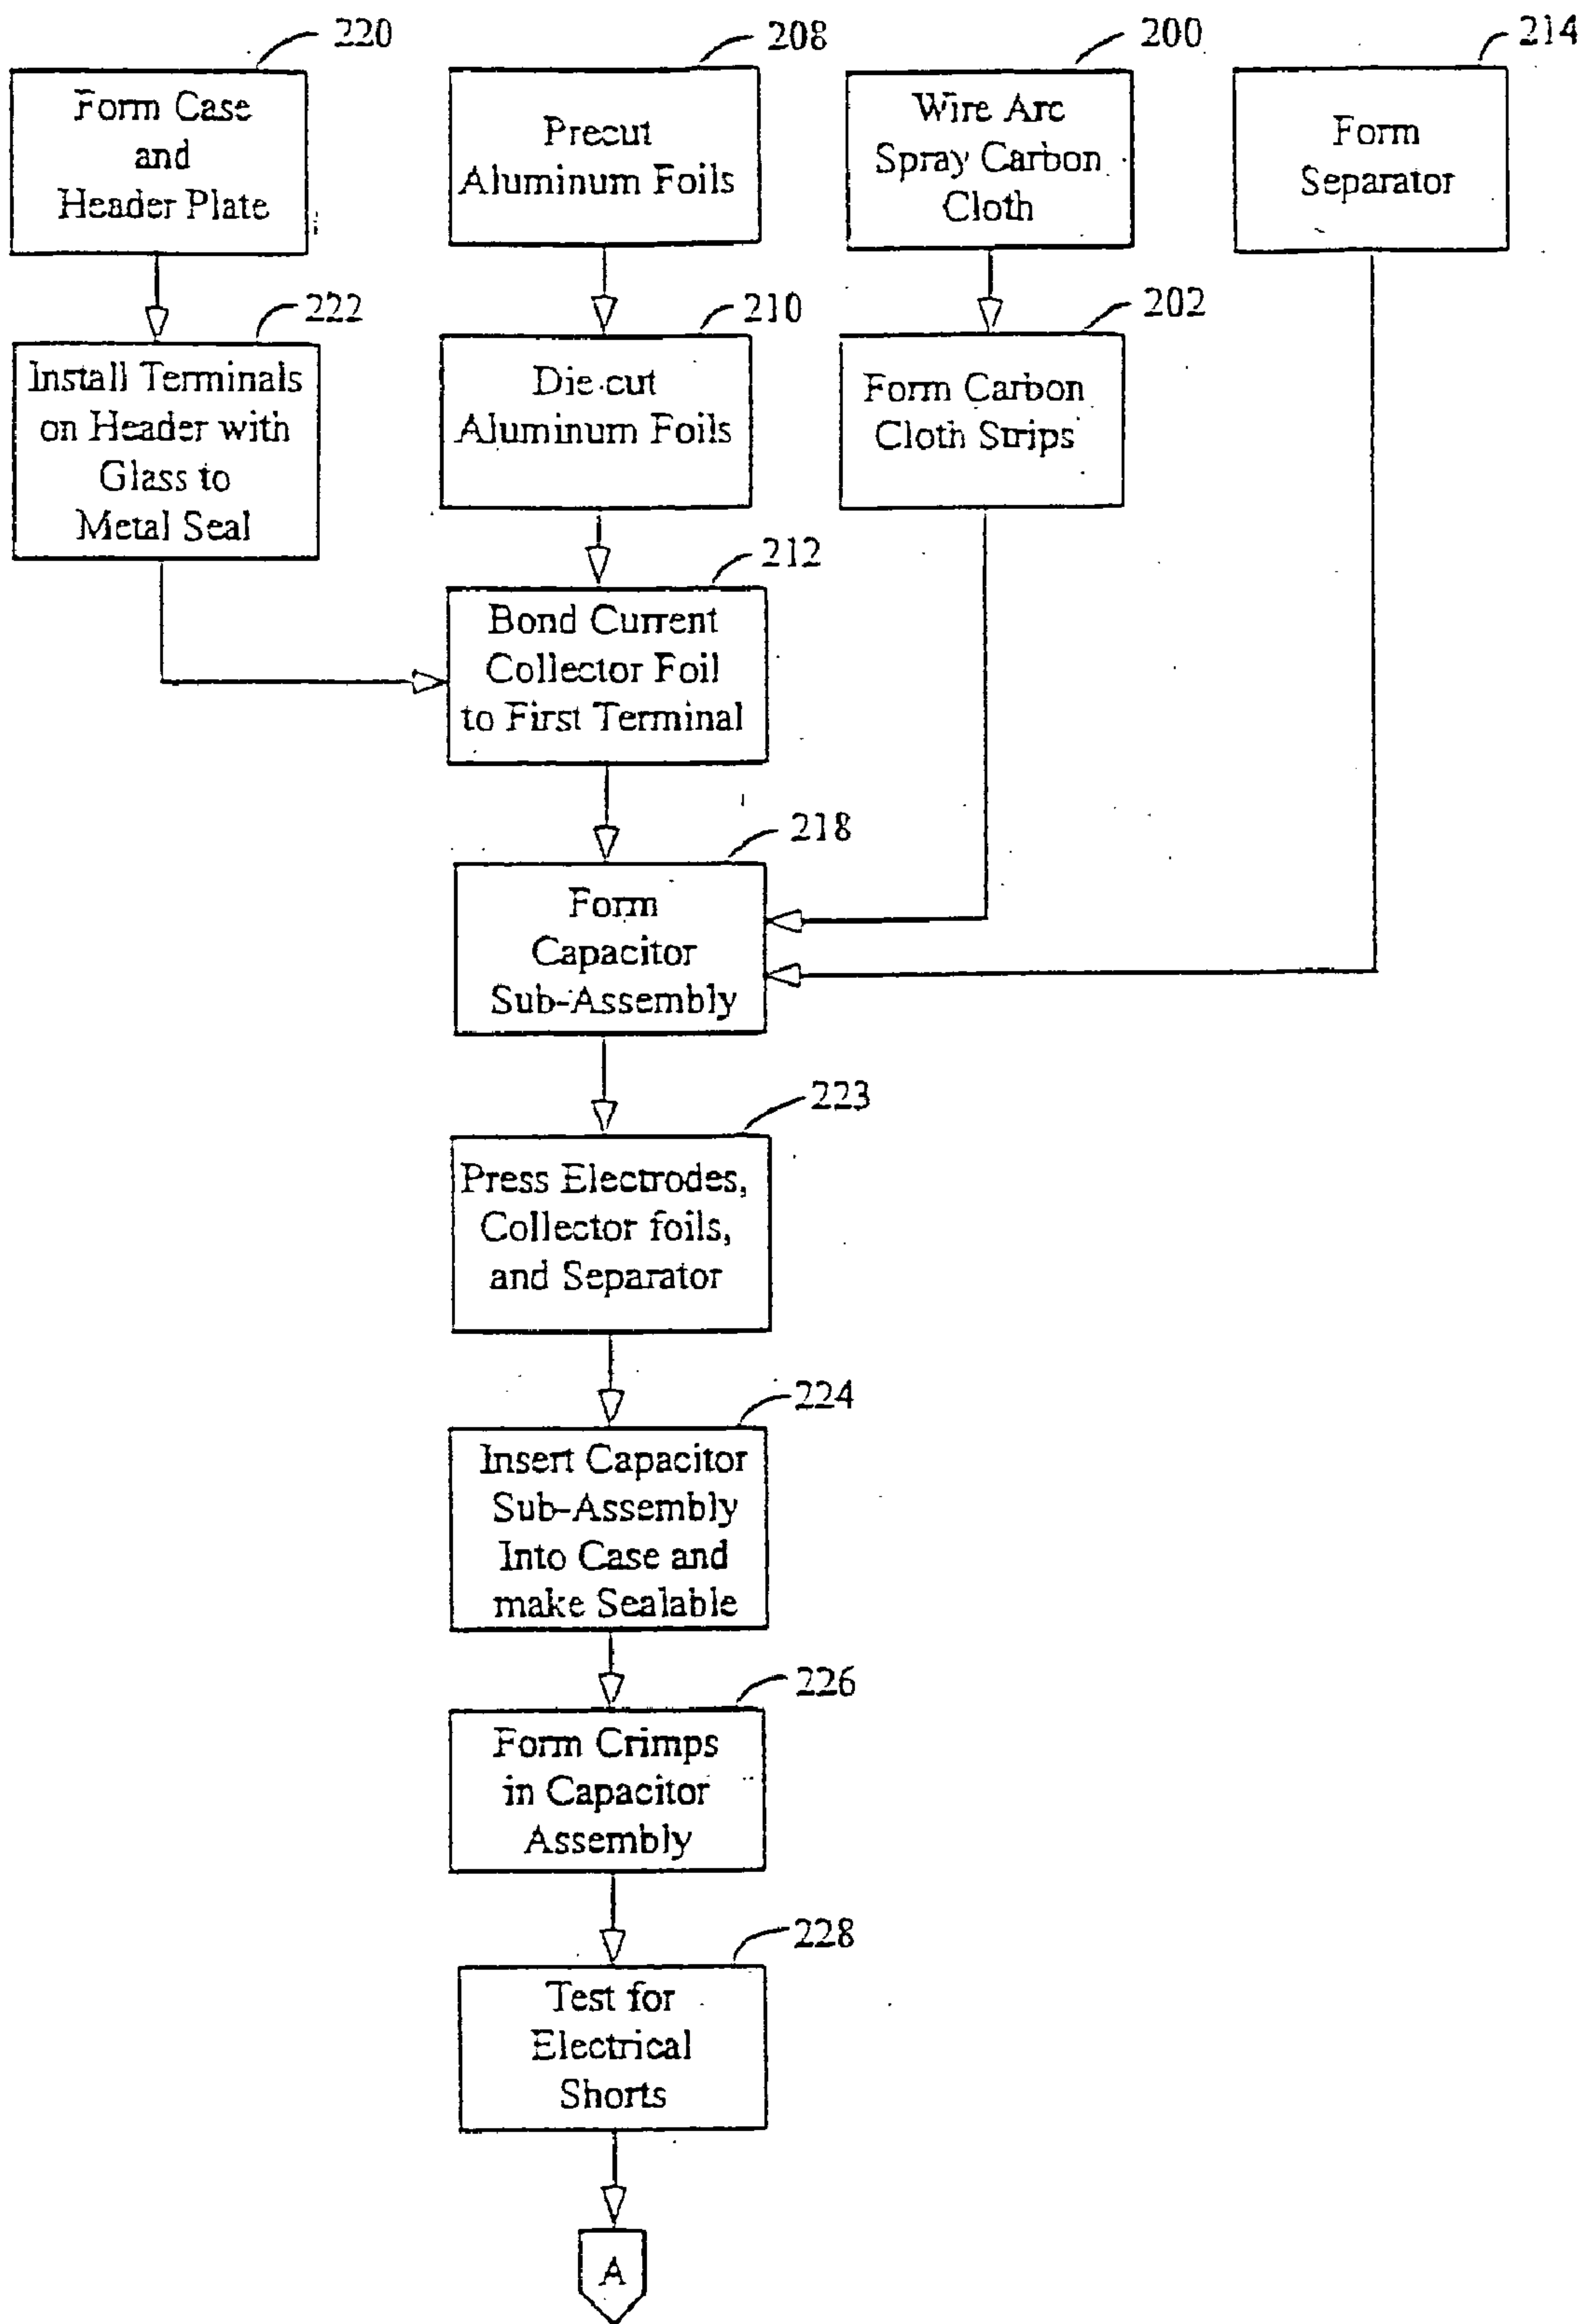 220
Form Case
and
Header Plate
208
Precut
Aluminum Foils
200
Wire Arc
Spray Carbon
Cloth
214
Form
Separator
222
Install Terminals
on Header with
Glass to
Metal Seal
210
Die-cut
Aluminum Foils
202
Form Carbon
Cloth Strips
212
Bond Current
Collector Foil
to First Terminal
218
Form
Capacitor
Sub-Assembly
223
Press Electrodes,
Collector foils,
and Separator
224
Insert Capacitor
Sub-Assembly
Into Case and
make Sealable
226
Form Crimps
in Capacitor
Assembly
228
Test for
Electrical
Shorts
A